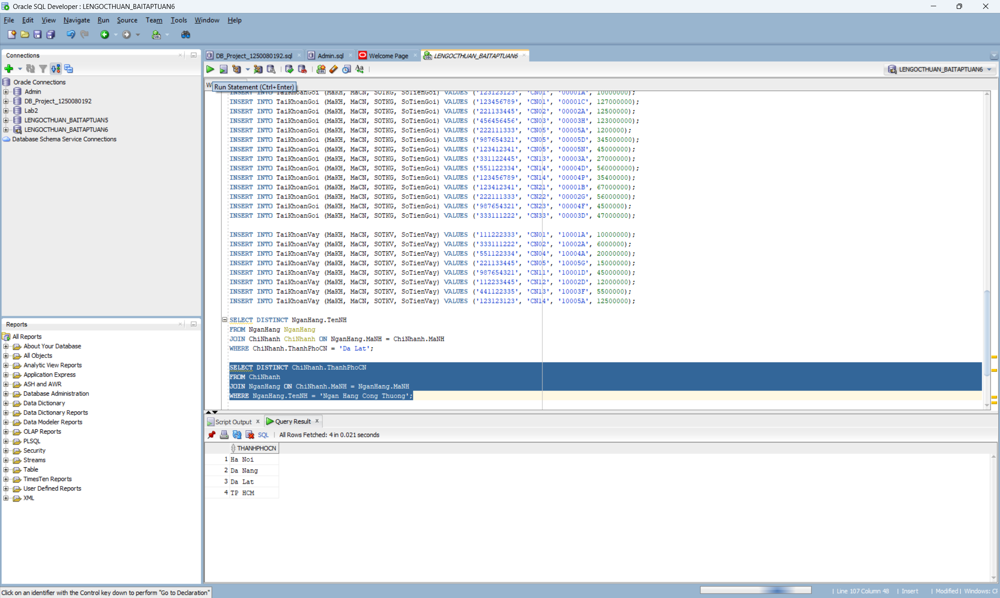 Oracle SQL Developer : LENGOCTHUAN_BAITAPTUAN6
File Edit View Navigate Run Source Team Tools Window Help
Connections
Oracle Connections
Admin
DB_Project_1250080192
Lab2
LENGOCTHUAN_BAITAPTUAN5
LENGOCTHUAN_BAITAPTUAN6
Database Schema Service Connections
Reports
All Reports
About Your Database
All Objects
Analytic View Reports
Application Express
ASH and AWR
Database Administration
Data Dictionary
Data Dictionary Reports
Data Modeler Reports
OLAP Reports
PLSQL
Security
Streams
Table
TimesTen Reports
User Defined Reports
XML
DB_Project_1250080192.sql Admin.sql Welcome Page LENGOCTHUAN_BAITAPTUAN6
LENGOCTHUAN_BAITAPTUAN6
Run Statement (Ctrl+Enter)
INSERT INTO TaiKhoanGoi (MaKH, MaCN, SOTKG, SoTienGoi) VALUES ('123123123', 'CN01', '00001A', 10000000);
INSERT INTO TaiKhoanGoi (MaKH, MaCN, SOTKG, SoTienGoi) VALUES ('123456789', 'CN01', '00001C', 127000000);
INSERT INTO TaiKhoanGoi (MaKH, MaCN, SOTKG, SoTienGoi) VALUES ('221133445', 'CN02', '00002A', 12500000);
INSERT INTO TaiKhoanGoi (MaKH, MaCN, SOTKG, SoTienGoi) VALUES ('456456456', 'CN03', '00003H', 123000000);
INSERT INTO TaiKhoanGoi (MaKH, MaCN, SOTKG, SoTienGoi) VALUES ('222111333', 'CN05', '00005A', 1200000);
INSERT INTO TaiKhoanGoi (MaKH, MaCN, SOTKG, SoTienGoi) VALUES ('987654321', 'CN05', '00005D', 345000000);
INSERT INTO TaiKhoanGoi (MaKH, MaCN, SOTKG, SoTienGoi) VALUES ('123412341', 'CN05', '00005N', 45000000);
INSERT INTO TaiKhoanGoi (MaKH, MaCN, SOTKG, SoTienGoi) VALUES ('331122445', 'CN13', '00003A', 27000000);
INSERT INTO TaiKhoanGoi (MaKH, MaCN, SOTKG, SoTienGoi) VALUES ('551122334', 'CN14', '00004D', 560000000);
INSERT INTO TaiKhoanGoi (MaKH, MaCN, SOTKG, SoTienGoi) VALUES ('123456789', 'CN14', '00004P', 35400000);
INSERT INTO TaiKhoanGoi (MaKH, MaCN, SOTKG, SoTienGoi) VALUES ('123412341', 'CN21', '00001B', 67000000);
INSERT INTO TaiKhoanGoi (MaKH, MaCN, SOTKG, SoTienGoi) VALUES ('222111333', 'CN22', '00002G', 56000000);
INSERT INTO TaiKhoanGoi (MaKH, MaCN, SOTKG, SoTienGoi) VALUES ('987654321', 'CN23', '00004F', 4500000);
INSERT INTO TaiKhoanGoi (MaKH, MaCN, SOTKG, SoTienGoi) VALUES ('333111222', 'CN33', '00003D', 47000000);
INSERT INTO TaiKhoanVay (MaKH, MaCN, SOTKV, SoTienVay) VALUES ('111222333', 'CN01', '10001A', 10000000);
INSERT INTO TaiKhoanVay (MaKH, MaCN, SOTKV, SoTienVay) VALUES ('333111222', 'CN02', '10002A', 6000000);
INSERT INTO TaiKhoanVay (MaKH, MaCN, SOTKV, SoTienVay) VALUES ('551122334', 'CN04', '10004A', 20000000);
INSERT INTO TaiKhoanVay (MaKH, MaCN, SOTKV, SoTienVay) VALUES ('221133445', 'CN05', '10005G', 15000000);
INSERT INTO TaiKhoanVay (MaKH, MaCN, SOTKV, SoTienVay) VALUES ('987654321', 'CN11', '10001D', 45000000);
INSERT INTO TaiKhoanVay (MaKH, MaCN, SOTKV, SoTienVay) VALUES ('112233445', 'CN12', '10002D', 12000000);
INSERT INTO TaiKhoanVay (MaKH, MaCN, SOTKV, SoTienVay) VALUES ('441122335', 'CN13', '10003F', 5500000);
INSERT INTO TaiKhoanVay (MaKH, MaCN, SOTKV, SoTienVay) VALUES ('123123123', 'CN14', '10005A', 12500000);
SELECT DISTINCT NganHang.TenNH
FROM NganHang NganHang
JOIN ChiNhanh ChiNhanh ON NganHang.MaNH = ChiNhanh.MaNH
WHERE ChiNhanh.ThanhPhoCN = 'Da Lat';
SELECT DISTINCT ChiNhanh.ThanhPhoCN
FROM ChiNhanh
JOIN NganHang ON ChiNhanh.MaNH = NganHang.MaNH
WHERE NganHang.TenNH = 'Ngan Hang Cong Thuong';
Script Output Query Result
SQL All Rows Fetched: 4 in 0.021 seconds
THANHPHOCN
1 Ha Noi
2 Da Nang
3 Da Lat
4 TP HCM
Click on an identifier with the Control key down to perform "Go to Declaration"
Line 107 Column 48 | Insert | Modified | Windows: